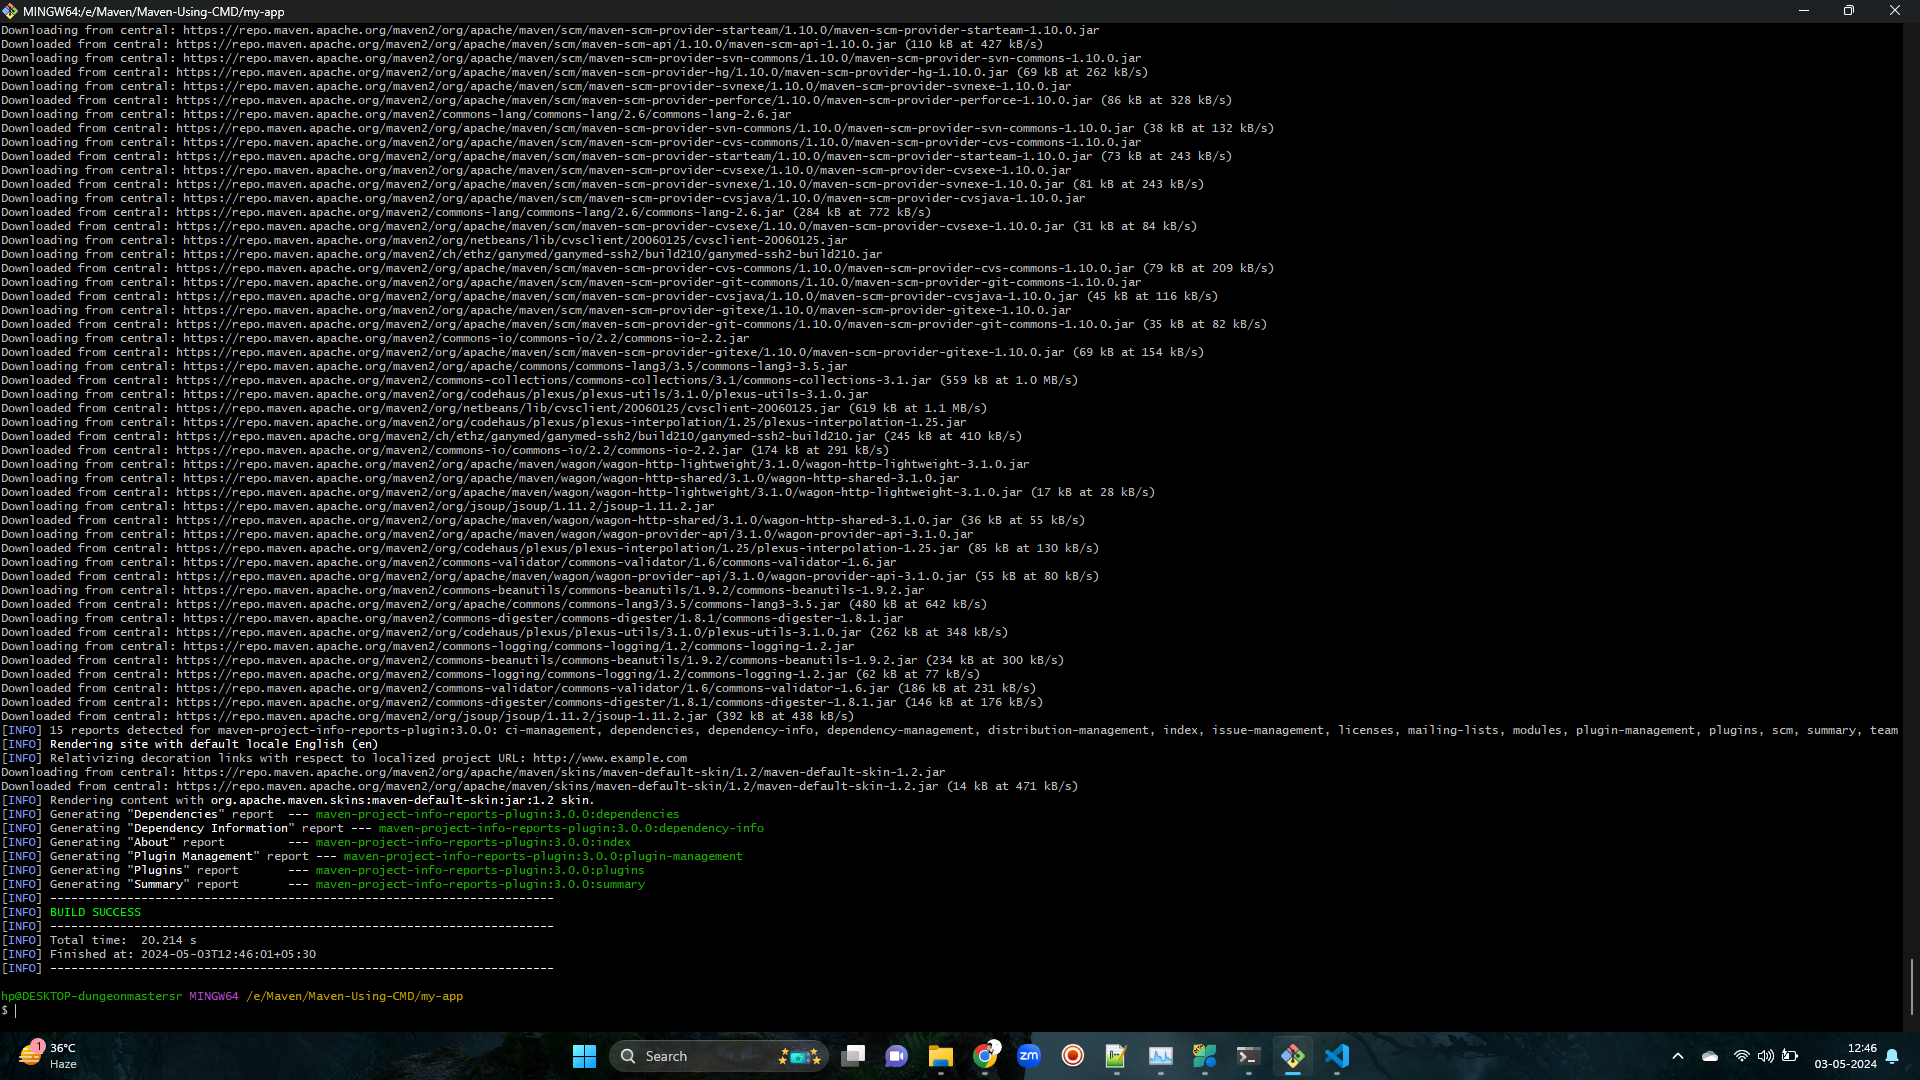 MINGW64:/e/Maven/Maven-Using-CMD/my-app
Downloading from central: https://repo.maven.apache.org/maven2/org/apache/maven/scm/maven-scm-provider-starteam/1.10.0/maven-scm-provider-starteam-1.10.0.jar
Downloaded from central: https://repo.maven.apache.org/maven2/org/apache/maven/scm/maven-scm-api/1.10.0/maven-scm-api-1.10.0.jar (110 kB at 427 kB/s)
Downloading from central: https://repo.maven.apache.org/maven2/org/apache/maven/scm/maven-scm-provider-svn-commons/1.10.0/maven-scm-provider-svn-commons-1.10.0.jar
Downloaded from central: https://repo.maven.apache.org/maven2/org/apache/maven/scm/maven-scm-provider-hg/1.10.0/maven-scm-provider-hg-1.10.0.jar (69 kB at 262 kB/s)
Downloading from central: https://repo.maven.apache.org/maven2/org/apache/maven/scm/maven-scm-provider-svnexe/1.10.0/maven-scm-provider-svnexe-1.10.0.jar
Downloaded from central: https://repo.maven.apache.org/maven2/org/apache/maven/scm/maven-scm-provider-perforce/1.10.0/maven-scm-provider-perforce-1.10.0.jar (86 kB at 328 kB/s)
Downloading from central: https://repo.maven.apache.org/maven2/commons-lang/commons-lang/2.6/commons-lang-2.6.jar
Downloaded from central: https://repo.maven.apache.org/maven2/org/apache/maven/scm/maven-scm-provider-svn-commons/1.10.0/maven-scm-provider-svn-commons-1.10.0.jar (38 kB at 132 kB/s)
Downloading from central: https://repo.maven.apache.org/maven2/org/apache/maven/scm/maven-scm-provider-cvs-commons/1.10.0/maven-scm-provider-cvs-commons-1.10.0.jar
Downloaded from central: https://repo.maven.apache.org/maven2/org/apache/maven/scm/maven-scm-provider-starteam/1.10.0/maven-scm-provider-starteam-1.10.0.jar (73 kB at 243 kB/s)
Downloading from central: https://repo.maven.apache.org/maven2/org/apache/maven/scm/maven-scm-provider-cvsexe/1.10.0/maven-scm-provider-cvsexe-1.10.0.jar
Downloaded from central: https://repo.maven.apache.org/maven2/org/apache/maven/scm/maven-scm-provider-svnexe/1.10.0/maven-scm-provider-svnexe-1.10.0.jar (81 kB at 243 kB/s)
Downloading from central: https://repo.maven.apache.org/maven2/org/apache/maven/scm/maven-scm-provider-cvsjava/1.10.0/maven-scm-provider-cvsjava-1.10.0.jar
Downloaded from central: https://repo.maven.apache.org/maven2/commons-lang/commons-lang/2.6/commons-lang-2.6.jar (284 kB at 772 kB/s)
Downloaded from central: https://repo.maven.apache.org/maven2/org/apache/maven/scm/maven-scm-provider-cvsexe/1.10.0/maven-scm-provider-cvsexe-1.10.0.jar (31 kB at 84 kB/s)
Downloading from central: https://repo.maven.apache.org/maven2/org/netbeans/lib/cvsclient/20060125/cvsclient-20060125.jar
Downloading from central: https://repo.maven.apache.org/maven2/ch/ethz/ganymed/ganymed-ssh2/build210/ganymed-ssh2-build210.jar
Downloaded from central: https://repo.maven.apache.org/maven2/org/apache/maven/scm/maven-scm-provider-cvs-commons/1.10.0/maven-scm-provider-cvs-commons-1.10.0.jar (79 kB at 209 kB/s)
Downloading from central: https://repo.maven.apache.org/maven2/org/apache/maven/scm/maven-scm-provider-git-commons/1.10.0/maven-scm-provider-git-commons-1.10.0.jar
Downloaded from central: https://repo.maven.apache.org/maven2/org/apache/maven/scm/maven-scm-provider-cvsjava/1.10.0/maven-scm-provider-cvsjava-1.10.0.jar (45 kB at 116 kB/s)
Downloading from central: https://repo.maven.apache.org/maven2/org/apache/maven/scm/maven-scm-provider-gitexe/1.10.0/maven-scm-provider-gitexe-1.10.0.jar
Downloaded from central: https://repo.maven.apache.org/maven2/org/apache/maven/scm/maven-scm-provider-git-commons/1.10.0/maven-scm-provider-git-commons-1.10.0.jar (35 kB at 82 kB/s)
Downloading from central: https://repo.maven.apache.org/maven2/commons-io/commons-io/2.2/commons-io-2.2.jar
Downloaded from central: https://repo.maven.apache.org/maven2/org/apache/maven/scm/maven-scm-provider-gitexe/1.10.0/maven-scm-provider-gitexe-1.10.0.jar (69 kB at 154 kB/s)
Downloading from central: https://repo.maven.apache.org/maven2/org/apache/commons/commons-lang3/3.5/commons-lang3-3.5.jar
Downloaded from central: https://repo.maven.apache.org/maven2/commons-collections/commons-collections/3.1/commons-collections-3.1.jar (559 kB at 1.0 MB/s)
Downloading from central: https://repo.maven.apache.org/maven2/org/codehaus/plexus/plexus-utils/3.1.0/plexus-utils-3.1.0.jar
Downloaded from central: https://repo.maven.apache.org/maven2/org/netbeans/lib/cvsclient/20060125/cvsclient-20060125.jar (619 kB at 1.1 MB/s)
Downloading from central: https://repo.maven.apache.org/maven2/org/codehaus/plexus/plexus-interpolation/1.25/plexus-interpolation-1.25.jar
Downloaded from central: https://repo.maven.apache.org/maven2/ch/ethz/ganymed/ganymed-ssh2/build210/ganymed-ssh2-build210.jar (245 kB at 410 kB/s)
Downloaded from central: https://repo.maven.apache.org/maven2/commons-io/commons-io/2.2/commons-io-2.2.jar (174 kB at 291 kB/s)
Downloading from central: https://repo.maven.apache.org/maven2/org/apache/maven/wagon/wagon-http-lightweight/3.1.0/wagon-http-lightweight-3.1.0.jar
Downloading from central: https://repo.maven.apache.org/maven2/org/apache/maven/wagon/wagon-http-shared/3.1.0/wagon-http-shared-3.1.0.jar
Downloaded from central: https://repo.maven.apache.org/maven2/org/apache/maven/wagon/wagon-http-lightweight/3.1.0/wagon-http-lightweight-3.1.0.jar (17 kB at 28 kB/s)
Downloading from central: https://repo.maven.apache.org/maven2/org/jsoup/jsoup/1.11.2/jsoup-1.11.2.jar
Downloaded from central: https://repo.maven.apache.org/maven2/org/apache/maven/wagon/wagon-http-shared/3.1.0/wagon-http-shared-3.1.0.jar (36 kB at 55 kB/s)
Downloading from central: https://repo.maven.apache.org/maven2/org/apache/maven/wagon/wagon-provider-api/3.1.0/wagon-provider-api-3.1.0.jar
Downloaded from central: https://repo.maven.apache.org/maven2/org/codehaus/plexus/plexus-interpolation/1.25/plexus-interpolation-1.25.jar (85 kB at 130 kB/s)
Downloading from central: https://repo.maven.apache.org/maven2/commons-validator/commons-validator/1.6/commons-validator-1.6.jar
Downloaded from central: https://repo.maven.apache.org/maven2/org/apache/maven/wagon/wagon-provider-api/3.1.0/wagon-provider-api-3.1.0.jar (55 kB at 80 kB/s)
Downloading from central: https://repo.maven.apache.org/maven2/commons-beanutils/commons-beanutils/1.9.2/commons-beanutils-1.9.2.jar
Downloaded from central: https://repo.maven.apache.org/maven2/org/apache/commons/commons-lang3/3.5/commons-lang3-3.5.jar (480 kB at 642 kB/s)
Downloading from central: https://repo.maven.apache.org/maven2/commons-digester/commons-digester/1.8.1/commons-digester-1.8.1.jar
Downloaded from central: https://repo.maven.apache.org/maven2/org/codehaus/plexus/plexus-utils/3.1.0/plexus-utils-3.1.0.jar (262 kB at 348 kB/s)
Downloading from central: https://repo.maven.apache.org/maven2/commons-logging/commons-logging/1.2/commons-logging-1.2.jar
Downloaded from central: https://repo.maven.apache.org/maven2/commons-beanutils/commons-beanutils/1.9.2/commons-beanutils-1.9.2.jar (234 kB at 300 kB/s)
Downloaded from central: https://repo.maven.apache.org/maven2/commons-logging/commons-logging/1.2/commons-logging-1.2.jar (62 kB at 77 kB/s)
Downloaded from central: https://repo.maven.apache.org/maven2/commons-validator/commons-validator/1.6/commons-validator-1.6.jar (186 kB at 231 kB/s)
Downloaded from central: https://repo.maven.apache.org/maven2/commons-digester/commons-digester/1.8.1/commons-digester-1.8.1.jar (146 kB at 176 kB/s)
Downloaded from central: https://repo.maven.apache.org/maven2/org/jsoup/jsoup/1.11.2/jsoup-1.11.2.jar (392 kB at 438 kB/s)
[INFO] 15 reports detected for maven-project-info-reports-plugin:3.0.0: ci-management, dependencies, dependency-info, dependency-management, distribution-management, index, issue-management, licenses, mailing-lists, modules, plugin-management, plugins, scm, summary, team
[INFO] Rendering site with default locale English (en)
[INFO] Relativizing decoration links with respect to localized project URL: http://www.example.com
Downloading from central: https://repo.maven.apache.org/maven2/org/apache/maven/skins/maven-default-skin/1.2/maven-default-skin-1.2.jar
Downloaded from central: https://repo.maven.apache.org/maven2/org/apache/maven/skins/maven-default-skin/1.2/maven-default-skin-1.2.jar (14 kB at 471 kB/s)
[INFO] Rendering content with org.apache.maven.skins:maven-default-skin:jar:1.2 skin.
[INFO] Generating "Dependencies" report  --- maven-project-info-reports-plugin:3.0.0:dependencies
[INFO] Generating "Dependency Information" report --- maven-project-info-reports-plugin:3.0.0:dependency-info
[INFO] Generating "About" report         --- maven-project-info-reports-plugin:3.0.0:index
[INFO] Generating "Plugin Management" report --- maven-project-info-reports-plugin:3.0.0:plugin-management
[INFO] Generating "Plugins" report       --- maven-project-info-reports-plugin:3.0.0:plugins
[INFO] Generating "Summary" report       --- maven-project-info-reports-plugin:3.0.0:summary
[INFO] ------------------------------------------------------------------------
[INFO] BUILD SUCCESS
[INFO] ------------------------------------------------------------------------
[INFO] Total time:  20.214 s
[INFO] Finished at: 2024-05-03T12:46:01+05:30
[INFO] ------------------------------------------------------------------------
hp@DESKTOP-dungeonmastersr MINGW64 /e/Maven/Maven-Using-CMD/my-app
$
1
36°C
Haze
Search
zm
12:46
03-05-2024